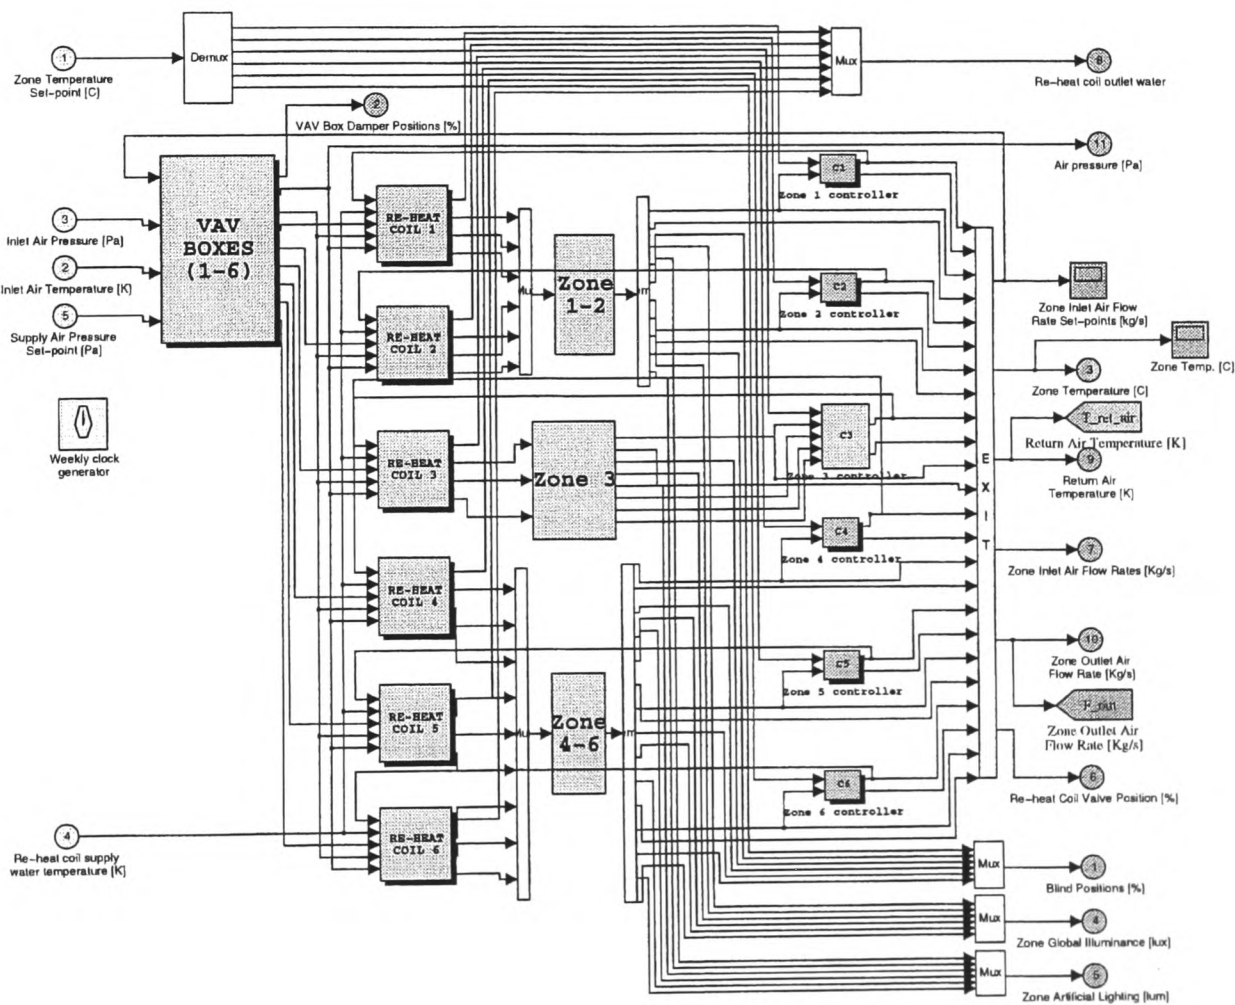 1
Zone Temperature
Set-point [C]
Demux
Mux
8
Re-heat coil outlet water
2
VAV Box Damper Positions [%]
11
Air pressure [Pa]
VAV
BOXES
(1-6)
3
Inlet Air Pressure [Pa]
2
Inlet Air Temperature [K]
5
Supply Air Pressure
Set-point [Pa]
RE-HEAT
COIL 1
C1
Zone 1 controller
Mu
Zone
1-2
C2
Zone 2 controller
Zone Inlet Air Flow
Rate Set-points [kg/s]
RE-HEAT
COIL 2
Zone Temp. [C]
3
Zone Temperature [C]
Weekly clock
generator
T_ret_air
Return Air Temperature [K]
C3
Zone 3 controller
RE-HEAT
COIL 3
Zone 3
E
X
I
T
9
Return Air
Temperature [K]
C4
Zone 4 controller
7
Zone Inlet Air Flow Rates [Kg/s]
RE-HEAT
COIL 4
10
Zone Outlet Air
Flow Rate [Kg/s]
C5
Zone 5 controller
RE-HEAT
COIL 5
Zone
4-6
Zone Outlet Air
Flow Rate [Kg/s]
6
Re-heat Coil Valve Position [%]
C6
Zone 6 controller
4
Re-heat coil supply
water temperature [K]
RE-HEAT
COIL 6
Mux
1
Blind Positions [%]
Mux
4
Zone Global Illuminance [lux]
Mux
5
Zone Artificial Lighting [lum]